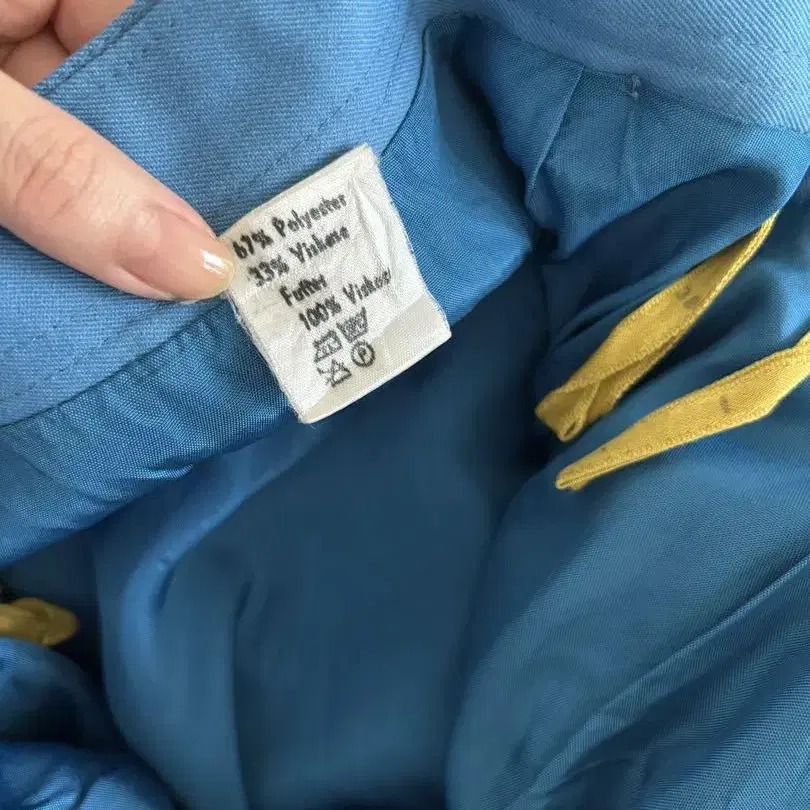 67% Polyester
33% Viskose
Futter
100% Viskose